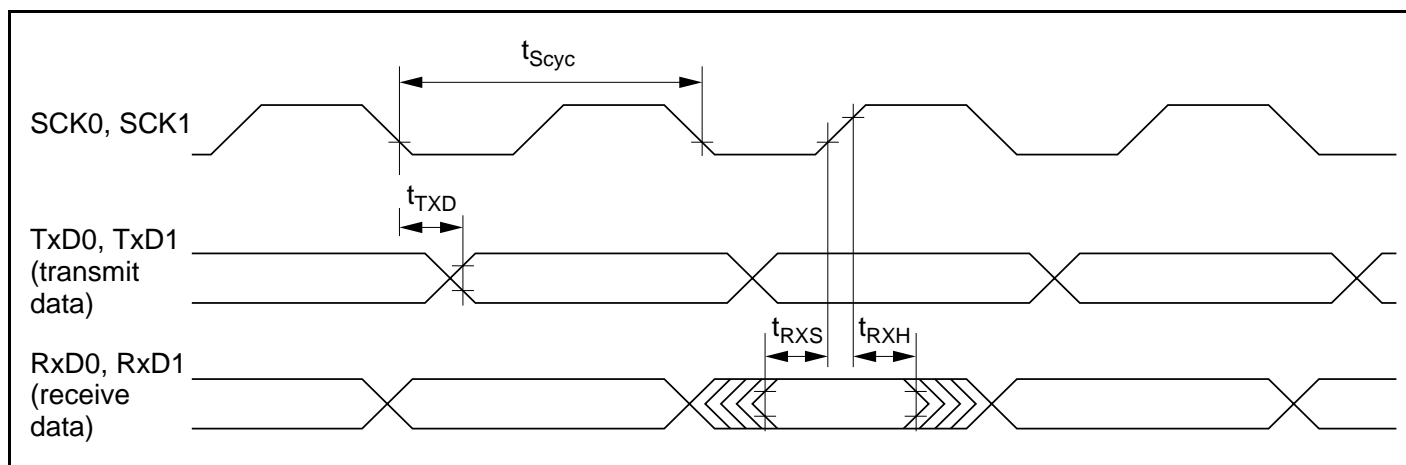 tScyc
SCK0, SCK1
tTXD
TxD0, TxD1
(transmit
data)
tRXS
tRXH
RxD0, RxD1
(receive
data)